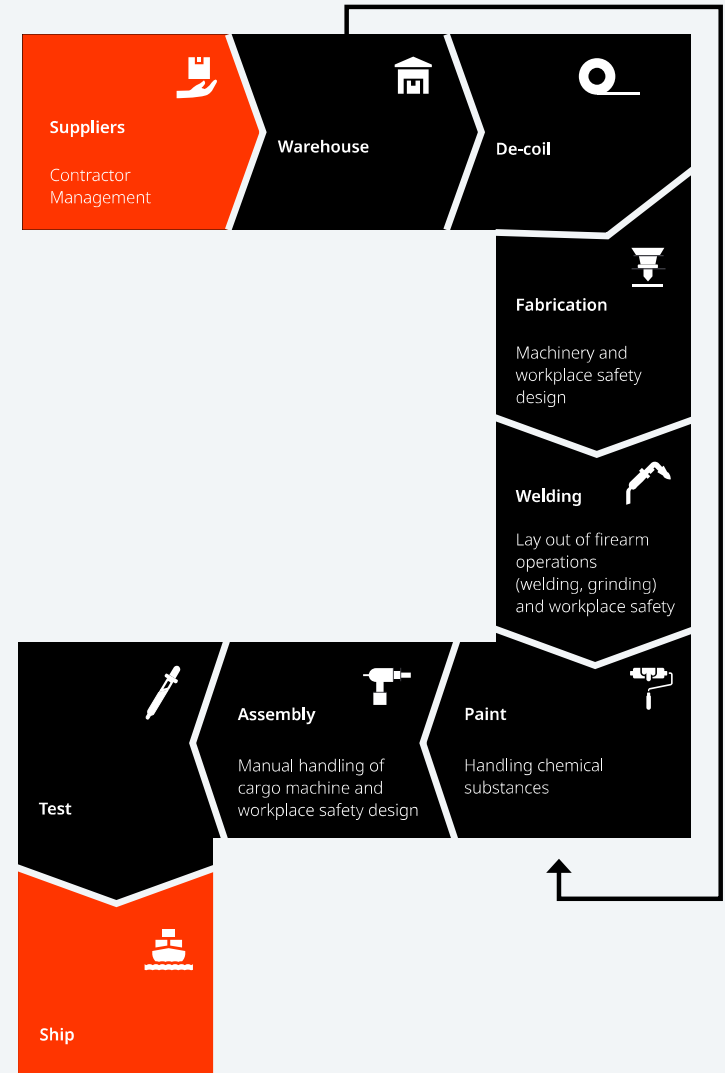 Suppliers
Contractor
Management
Warehouse
De-coil
Fabrication
Machinery and
workplace safety
design
Welding
Lay out of firearm
operations
(welding, grinding)
and workplace safety
Paint
Handling chemical
substances
Assembly
Manual handling of
cargo machine and
workplace safety design
Test
Ship